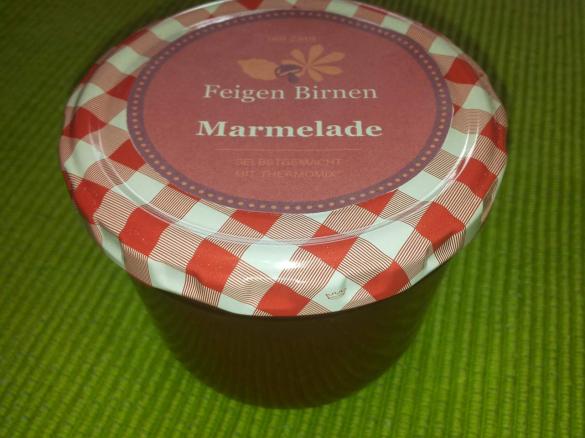 Feigen Birnen
Marmelade
SELBSTGEMACHT
MIT THERMOMIX